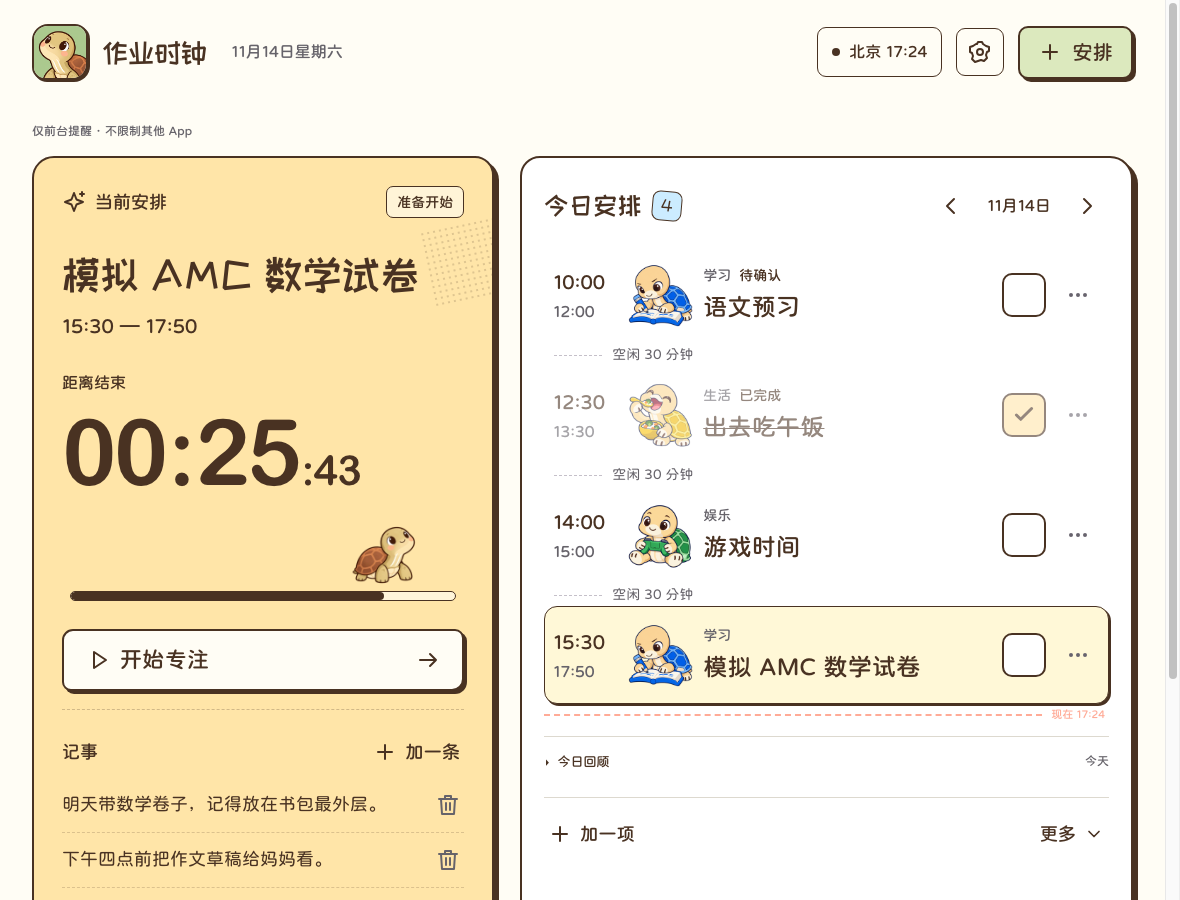 作业时钟
11月14日星期六
北京 17:24
安排
仅前台提醒 · 不限制其他 App
当前安排
准备开始
模拟 AMC 数学试卷
15:30 — 17:50
距离结束
00:25:43
开始专注
记事
加一条
明天带数学卷子，记得放在书包最外层。
下午四点前把作文草稿给妈妈看。
今日安排 4
11月14日
10:00
12:00
学习 待确认
语文预习
空闲 30 分钟
12:30
13:30
生活 已完成
出去吃午饭
空闲 30 分钟
14:00
15:00
娱乐
游戏时间
空闲 30 分钟
15:30
17:50
学习
模拟 AMC 数学试卷
现在 17:24
今日回顾
今天
加一项
更多